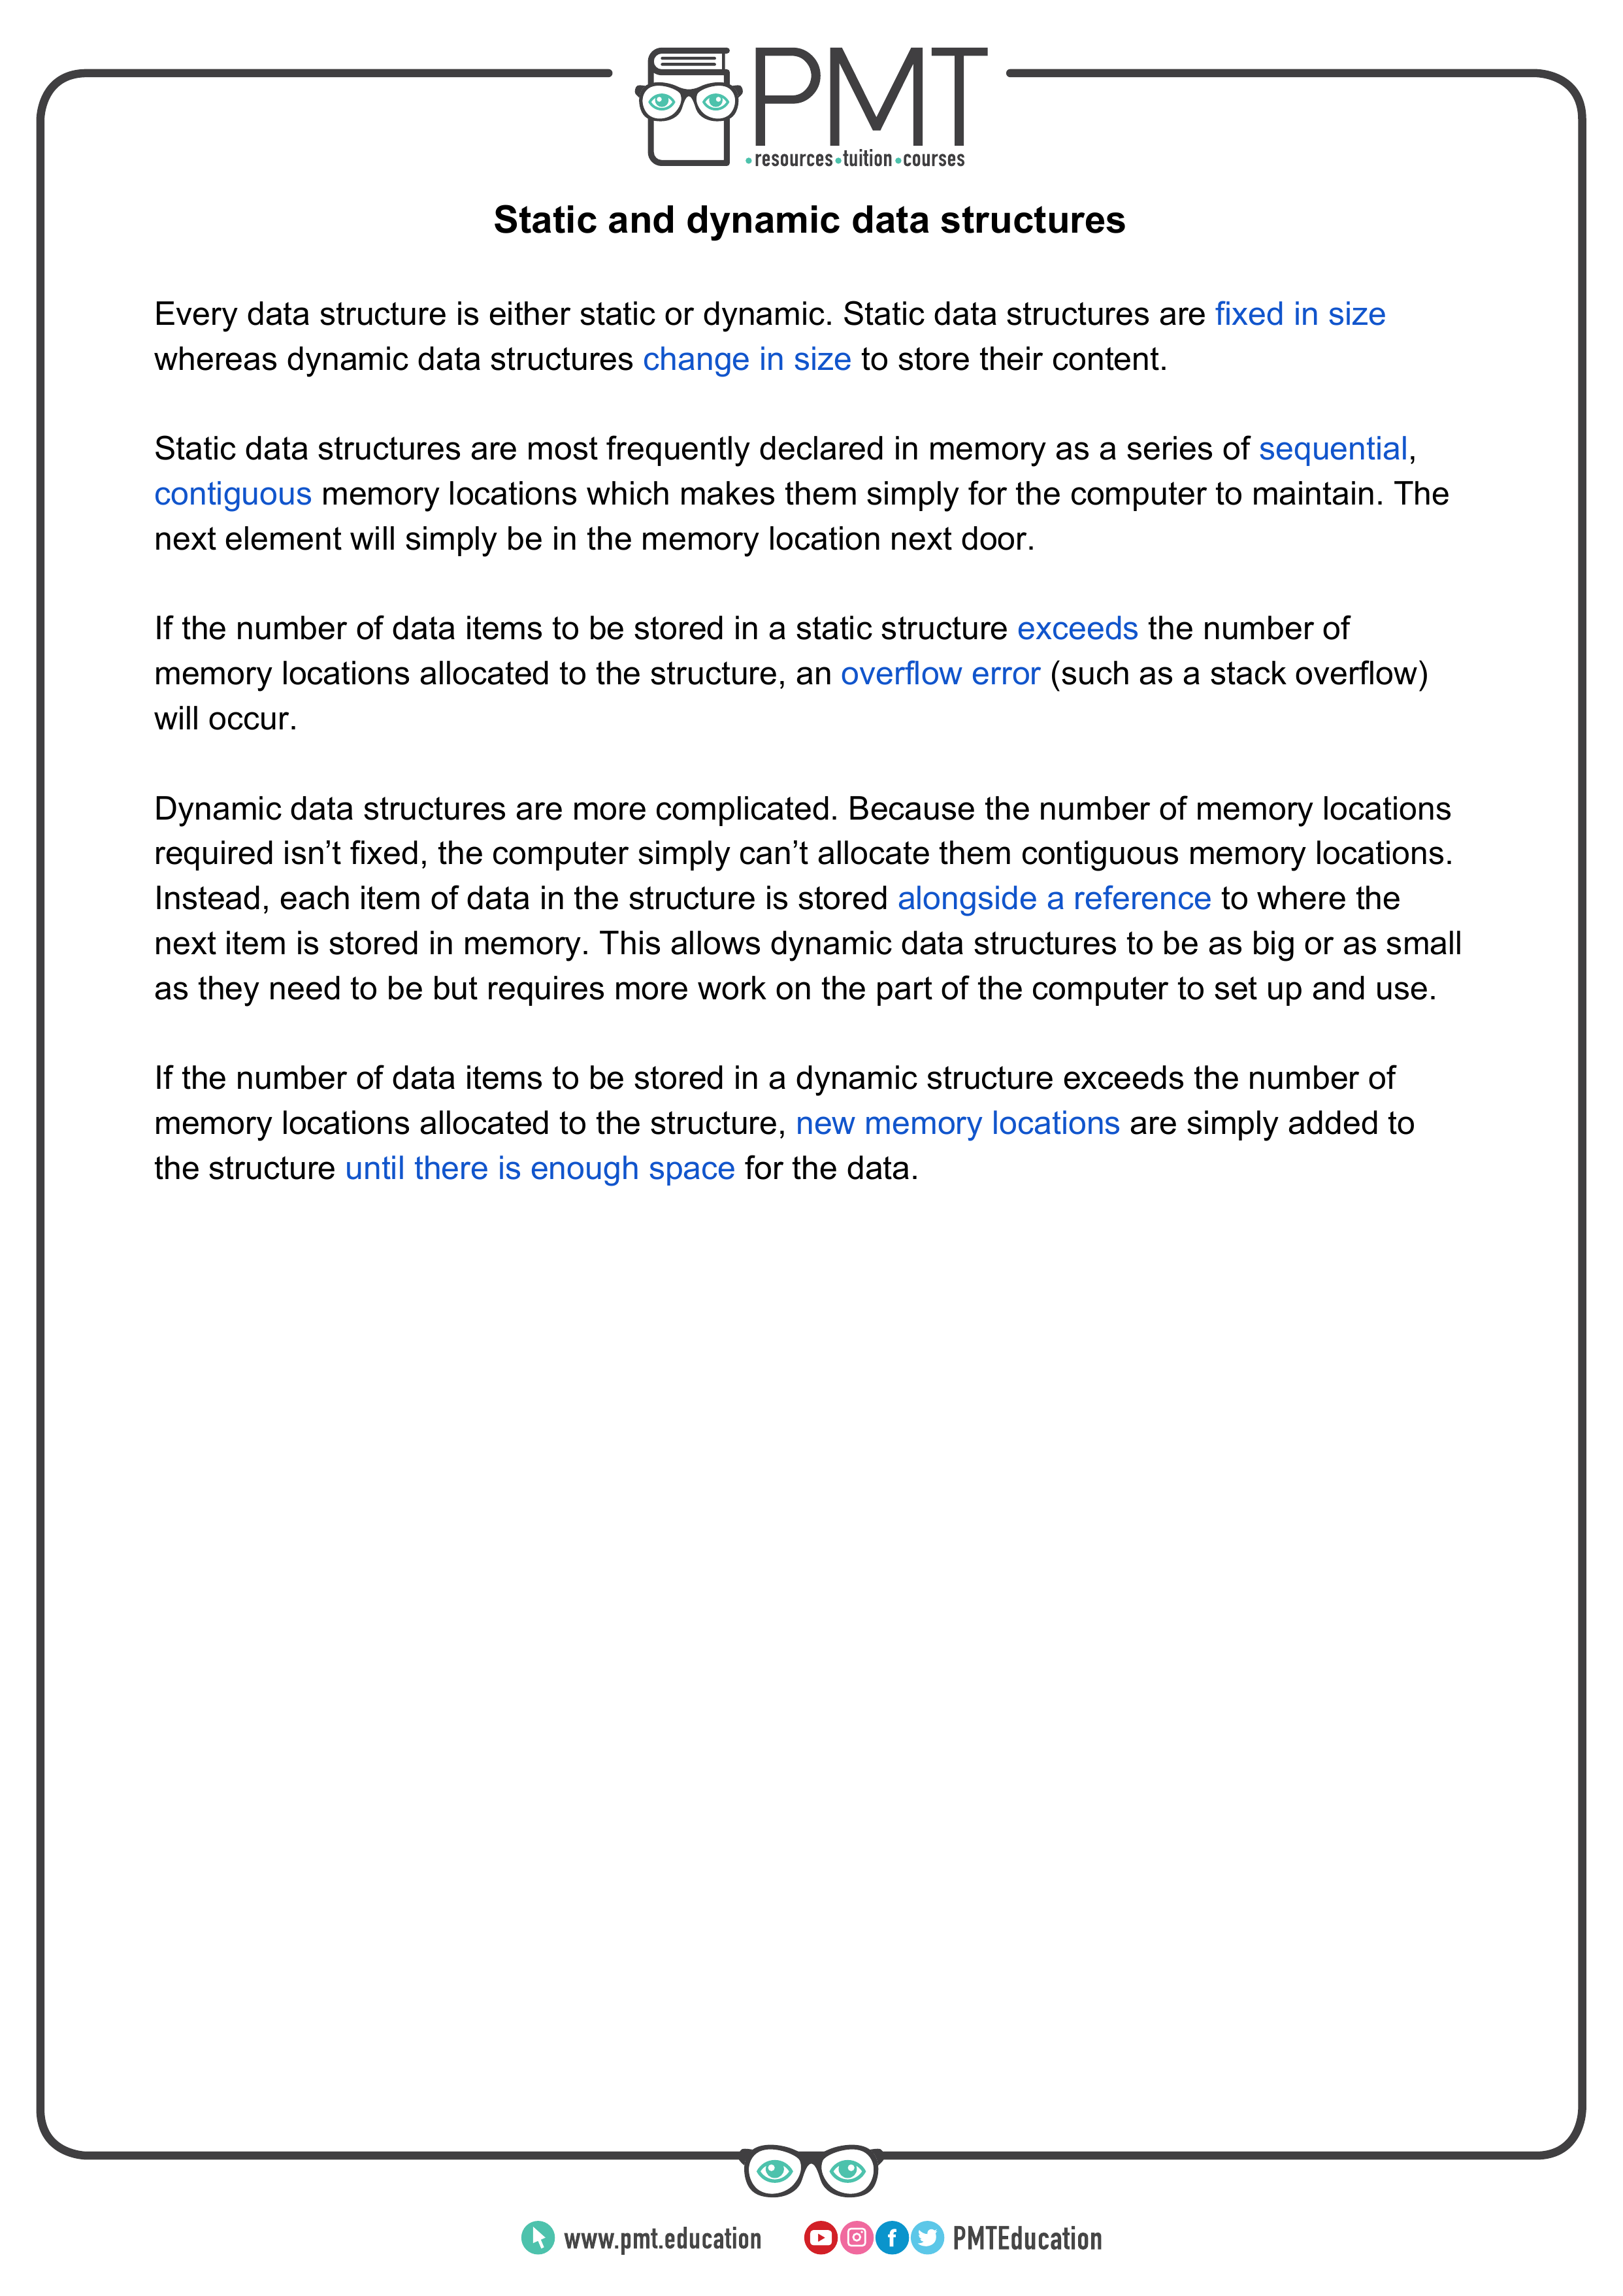 PMT
•resources•tuition•courses
Static and dynamic data structures
Every data structure is either static or dynamic. Static data structures are fixed in size
whereas dynamic data structures change in size to store their content.
Static data structures are most frequently declared in memory as a series of sequential,
contiguous memory locations which makes them simply for the computer to maintain. The
next element will simply be in the memory location next door.
If the number of data items to be stored in a static structure exceeds the number of
memory locations allocated to the structure, an overflow error (such as a stack overflow)
will occur.
Dynamic data structures are more complicated. Because the number of memory locations
required isn’t fixed, the computer simply can’t allocate them contiguous memory locations.
Instead, each item of data in the structure is stored alongside a reference to where the
next item is stored in memory. This allows dynamic data structures to be as big or as small
as they need to be but requires more work on the part of the computer to set up and use.
If the number of data items to be stored in a dynamic structure exceeds the number of
memory locations allocated to the structure, new memory locations are simply added to
the structure until there is enough space for the data.
www.pmt.education PMTEducation